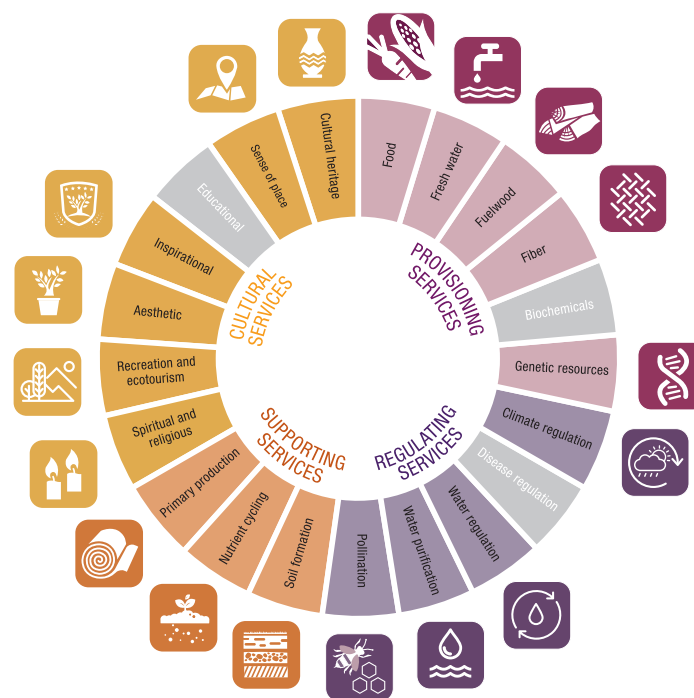 Food
Fresh water
Fuelwood
Fiber
Biochemicals
Genetic resources
Climate regulation
Disease regulation
Water regulation
Water purification
Pollination
Soil formation
Nutrient cycling
Primary production
Spiritual and
religious
Recreation and
ecotourism
Aesthetic
Inspirational
Educational
Sense of place
Cultural heritage
PROVISIONING
SERVICES
REGULATING
SERVICES
SUPPORTING
SERVICES
CULTURAL
SERVICES